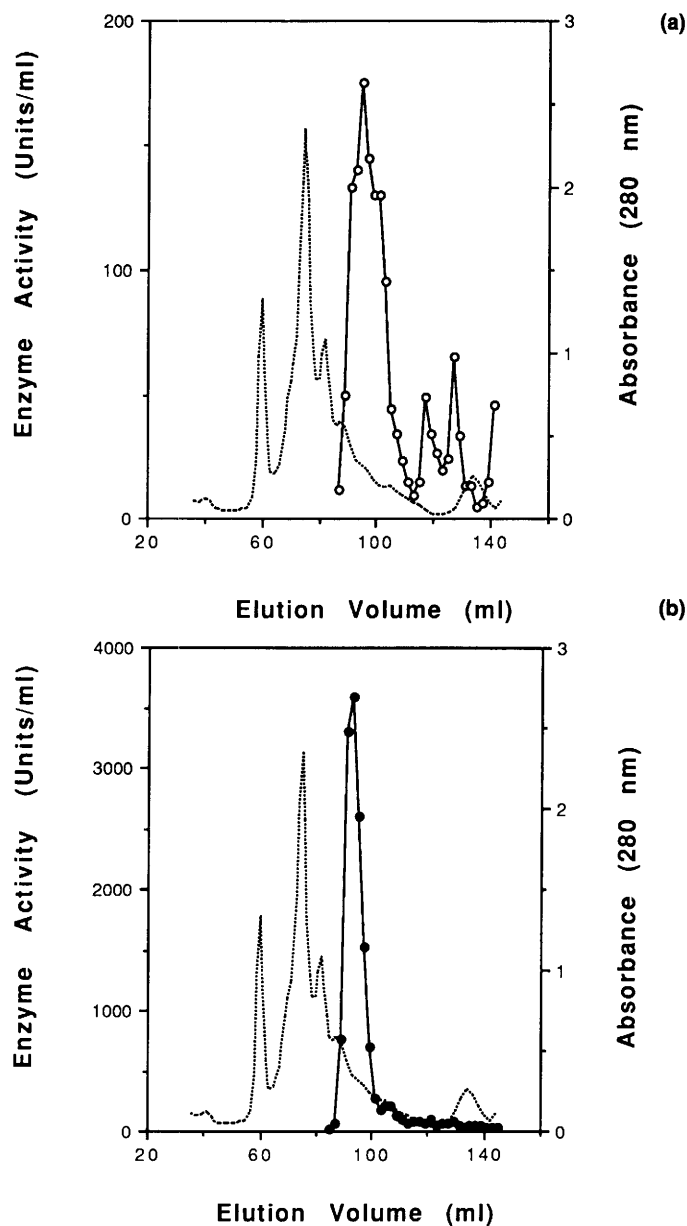 (a)
Enzyme Activity (Units/ml)
200
100
0
3
2
1
0
Absorbance (280 nm)
20 60 100 140
Elution Volume (ml)
(b)
Enzyme Activity (Units/ml)
4000
3000
2000
1000
0
3
2
1
0
Absorbance (280 nm)
20 60 100 140
Elution Volume (ml)